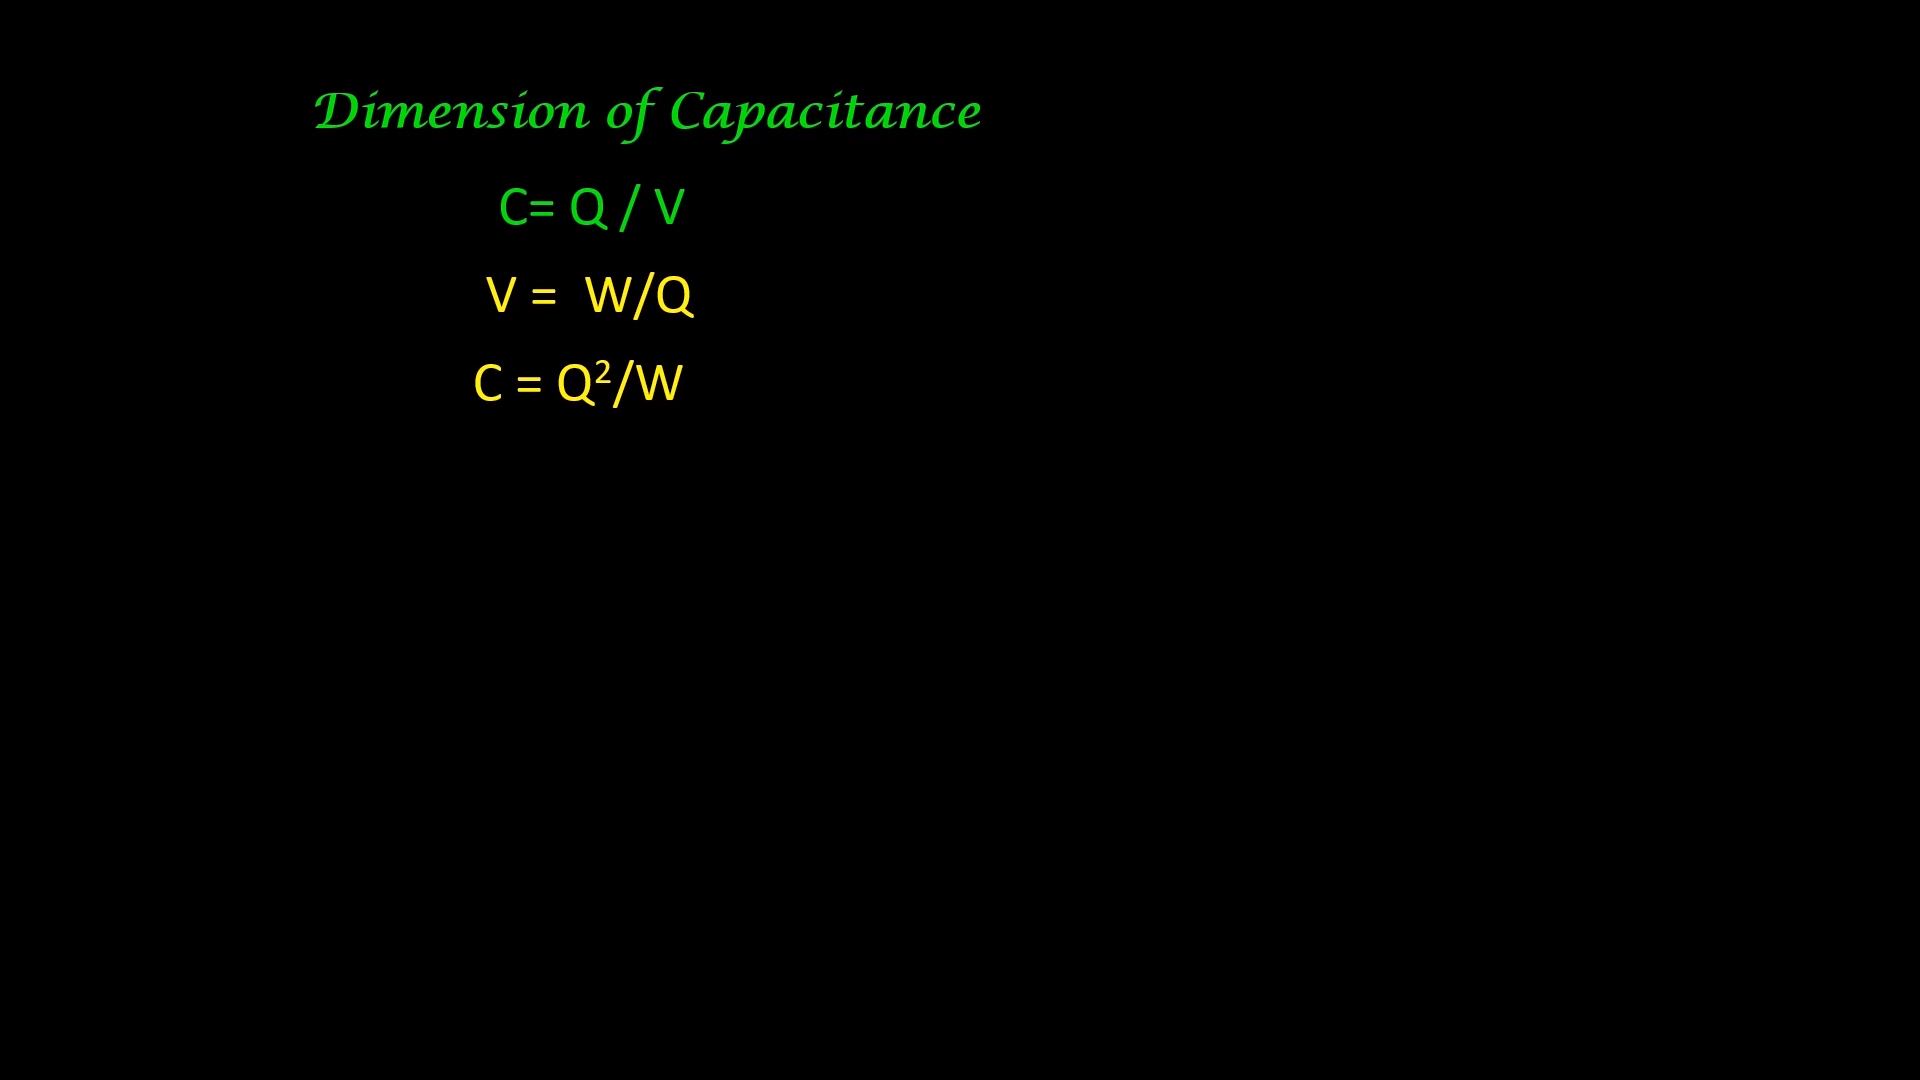 Dimension of Capacitance
C= Q / V
V = W/Q
C = Q²/W